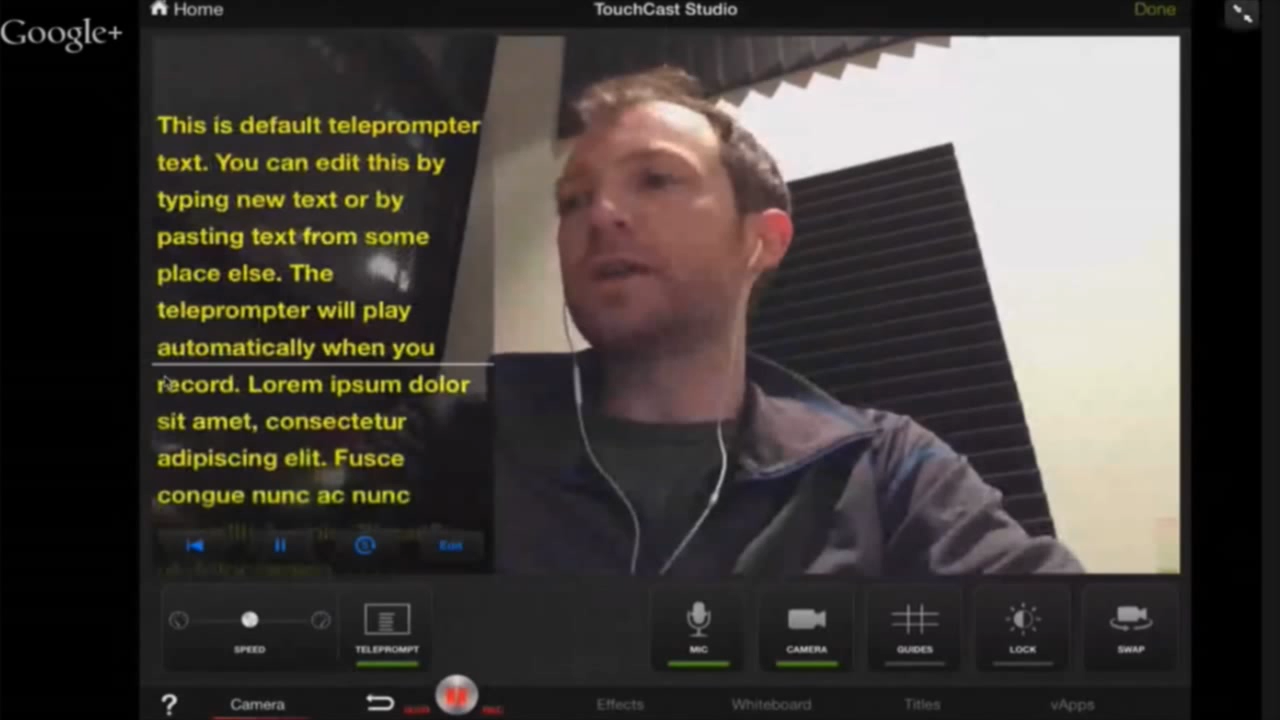 Google+
Home
TouchCast Studio
Done
This is default teleprompter
text. You can edit this by
typing new text or by
pasting text from some
place else. The
teleprompter will play
automatically when you
record. Lorem ipsum dolor
sit amet, consectetur
adipiscing elit. Fusce
congue nunc ac nunc
Edit
SPEED
TELEPROMPT
MIC
CAMERA
GUIDES
LOCK
SWAP
?
Camera
REC
Effects
Whiteboard
Titles
vApps